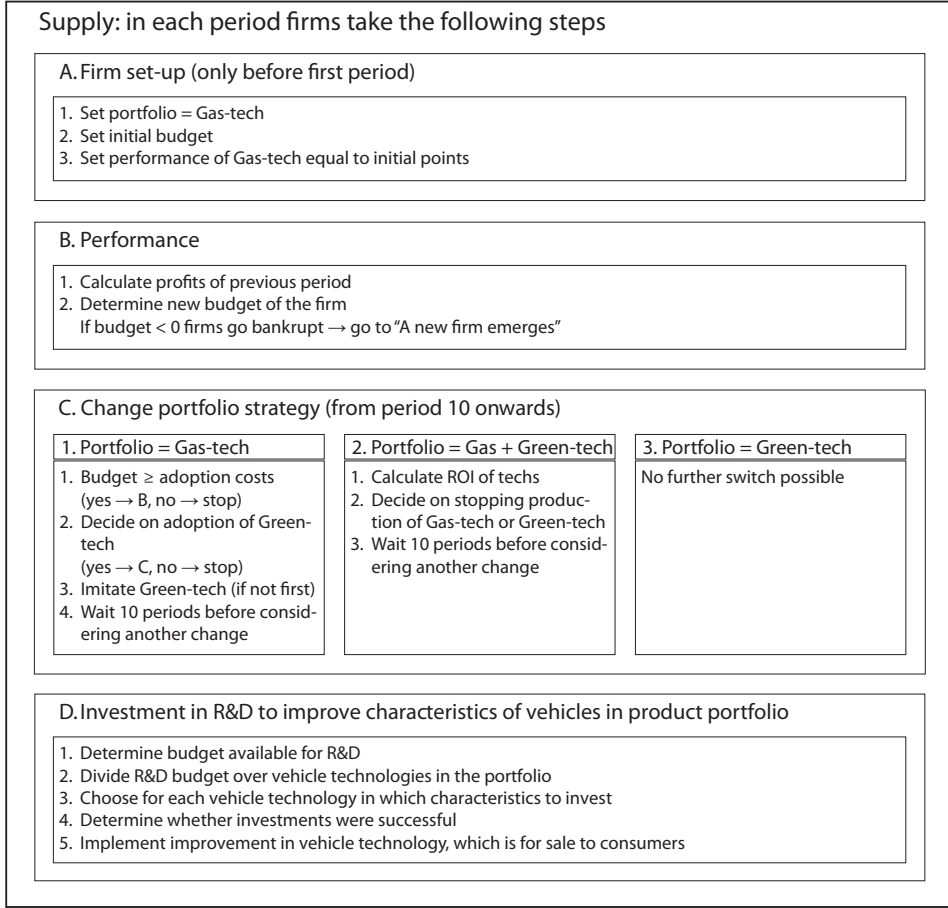 Supply: in each period firms take the following steps
A. Firm set-up (only before first period)
1. Set portfolio = Gas-tech
2. Set initial budget
3. Set performance of Gas-tech equal to initial points
B. Performance
1. Calculate profits of previous period
2. Determine new budget of the firm
If budget < 0 firms go bankrupt → go to “A new firm emerges”
C. Change portfolio strategy (from period 10 onwards)
1. Portfolio = Gas-tech
1. Budget ≥ adoption costs
(yes → B, no → stop)
2. Decide on adoption of Green-
tech
(yes → C, no → stop)
3. Imitate Green-tech (if not first)
4. Wait 10 periods before consid-
ering another change
2. Portfolio = Gas + Green-tech
1. Calculate ROI of techs
2. Decide on stopping produc-
tion of Gas-tech or Green-tech
3. Wait 10 periods before consid-
ering another change
3. Portfolio = Green-tech
No further switch possible
D. Investment in R&D to improve characteristics of vehicles in product portfolio
1. Determine budget available for R&D
2. Divide R&D budget over vehicle technologies in the portfolio
3. Choose for each vehicle technology in which characteristics to invest
4. Determine whether investments were successful
5. Implement improvement in vehicle technology, which is for sale to consumers